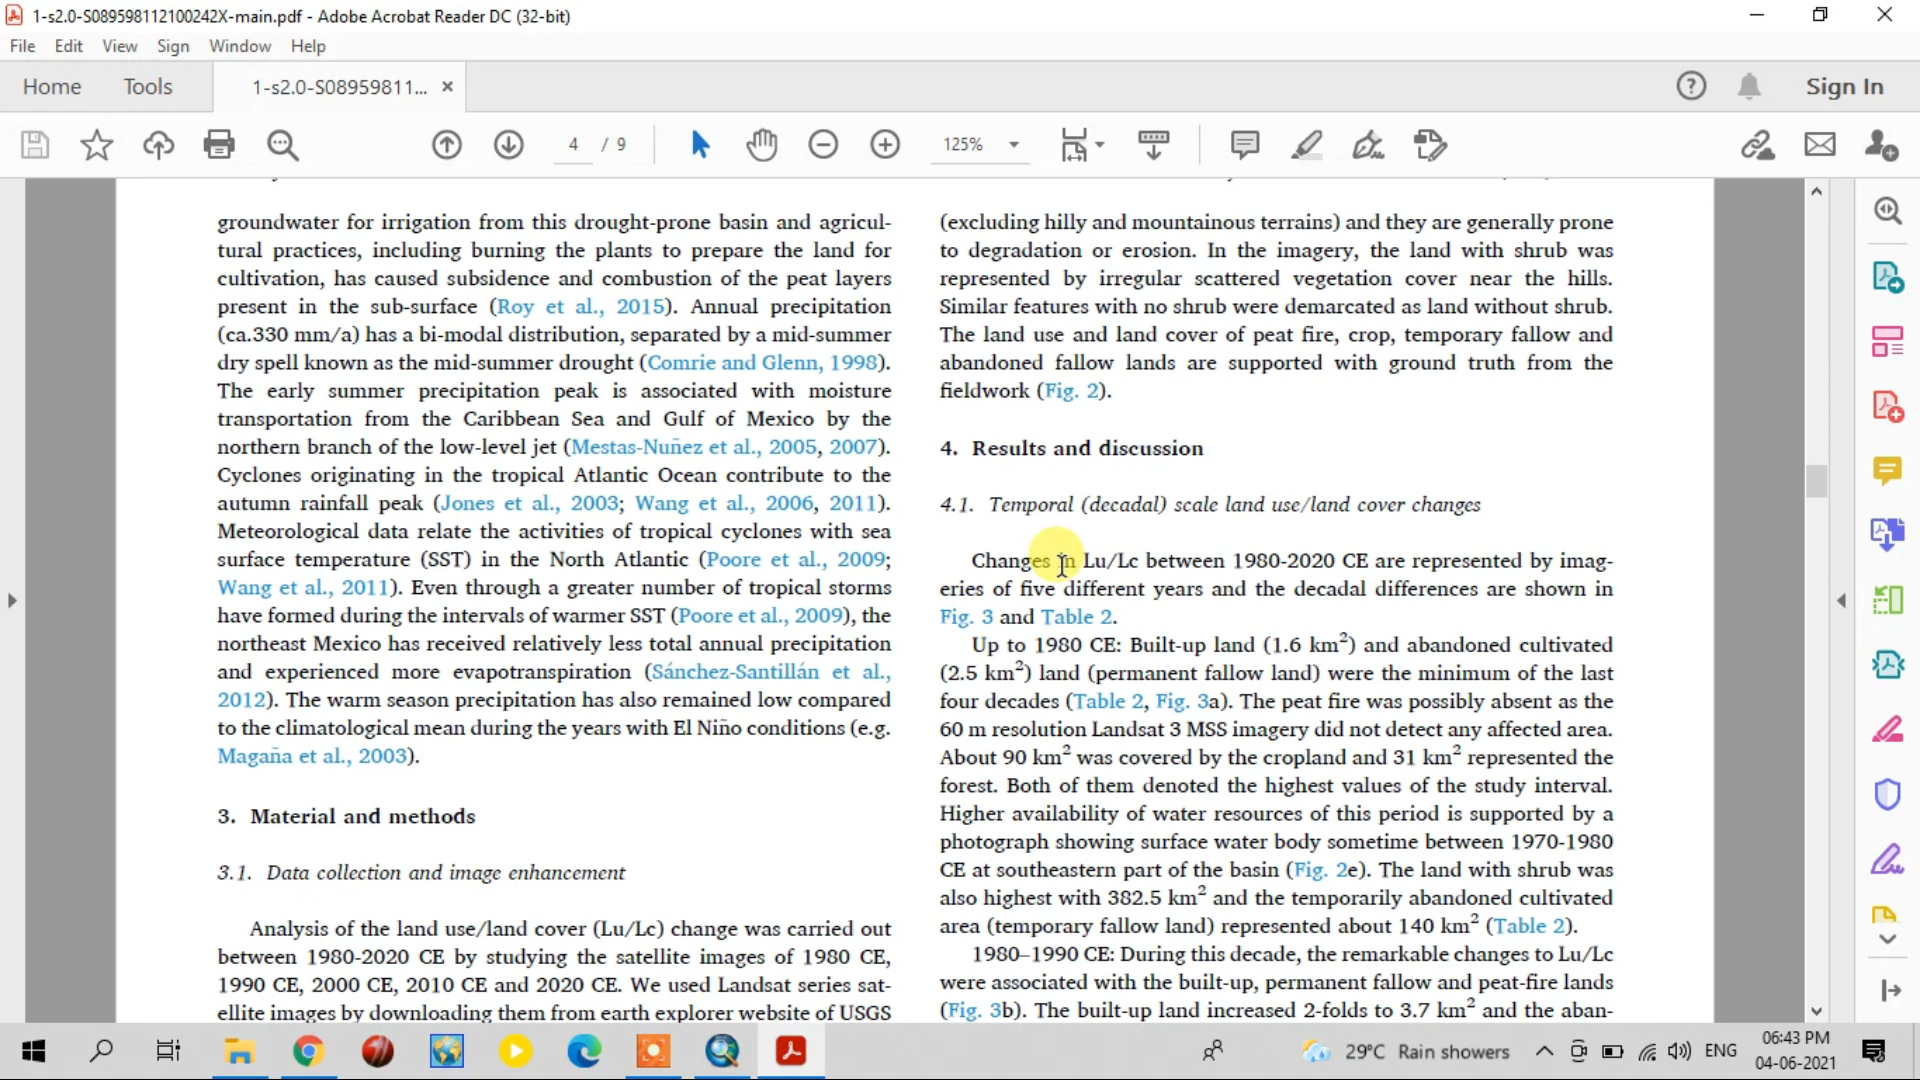 1-s2.0-S089598112100242X-main.pdf - Adobe Acrobat Reader DC (32-bit)
File Edit View Sign Window Help
Home Tools 1-s2.0-S08959811... × Sign In
4 / 9 125%
groundwater for irrigation from this drought-prone basin and agricul-
tural practices, including burning the plants to prepare the land for
cultivation, has caused subsidence and combustion of the peat layers
present in the sub-surface (Roy et al., 2015). Annual precipitation
(ca.330 mm/a) has a bi-modal distribution, separated by a mid-summer
dry spell known as the mid-summer drought (Comrie and Glenn, 1998).
The early summer precipitation peak is associated with moisture
transportation from the Caribbean Sea and Gulf of Mexico by the
northern branch of the low-level jet (Mestas-Nuñez et al., 2005, 2007).
Cyclones originating in the tropical Atlantic Ocean contribute to the
autumn rainfall peak (Jones et al., 2003; Wang et al., 2006, 2011).
Meteorological data relate the activities of tropical cyclones with sea
surface temperature (SST) in the North Atlantic (Poore et al., 2009;
Wang et al., 2011). Even through a greater number of tropical storms
have formed during the intervals of warmer SST (Poore et al., 2009), the
northeast Mexico has received relatively less total annual precipitation
and experienced more evapotranspiration (Sánchez-Santillán et al.,
2012). The warm season precipitation has also remained low compared
to the climatological mean during the years with El Niño conditions (e.g.
Magaña et al., 2003).
3. Material and methods
3.1. Data collection and image enhancement
Analysis of the land use/land cover (Lu/Lc) change was carried out
between 1980-2020 CE by studying the satellite images of 1980 CE,
1990 CE, 2000 CE, 2010 CE and 2020 CE. We used Landsat series sat-
ellite images by downloading them from earth explorer website of USGS
(excluding hilly and mountainous terrains) and they are generally prone
to degradation or erosion. In the imagery, the land with shrub was
represented by irregular scattered vegetation cover near the hills.
Similar features with no shrub were demarcated as land without shrub.
The land use and land cover of peat fire, crop, temporary fallow and
abandoned fallow lands are supported with ground truth from the
fieldwork (Fig. 2).
4. Results and discussion
4.1. Temporal (decadal) scale land use/land cover changes
Changes in Lu/Lc between 1980-2020 CE are represented by imag-
eries of five different years and the decadal differences are shown in
Fig. 3 and Table 2.
Up to 1980 CE: Built-up land (1.6 km²) and abandoned cultivated
(2.5 km²) land (permanent fallow land) were the minimum of the last
four decades (Table 2, Fig. 3a). The peat fire was possibly absent as the
60 m resolution Landsat 3 MSS imagery did not detect any affected area.
About 90 km² was covered by the cropland and 31 km² represented the
forest. Both of them denoted the highest values of the study interval.
Higher availability of water resources of this period is supported by a
photograph showing surface water body sometime between 1970-1980
CE at southeastern part of the basin (Fig. 2e). The land with shrub was
also highest with 382.5 km² and the temporarily abandoned cultivated
area (temporary fallow land) represented about 140 km² (Table 2).
1980–1990 CE: During this decade, the remarkable changes to Lu/Lc
were associated with the built-up, permanent fallow and peat-fire lands
(Fig. 3b). The built-up land increased 2-folds to 3.7 km² and the aban-
29°C Rain showers ENG 06:43 PM
04-06-2021